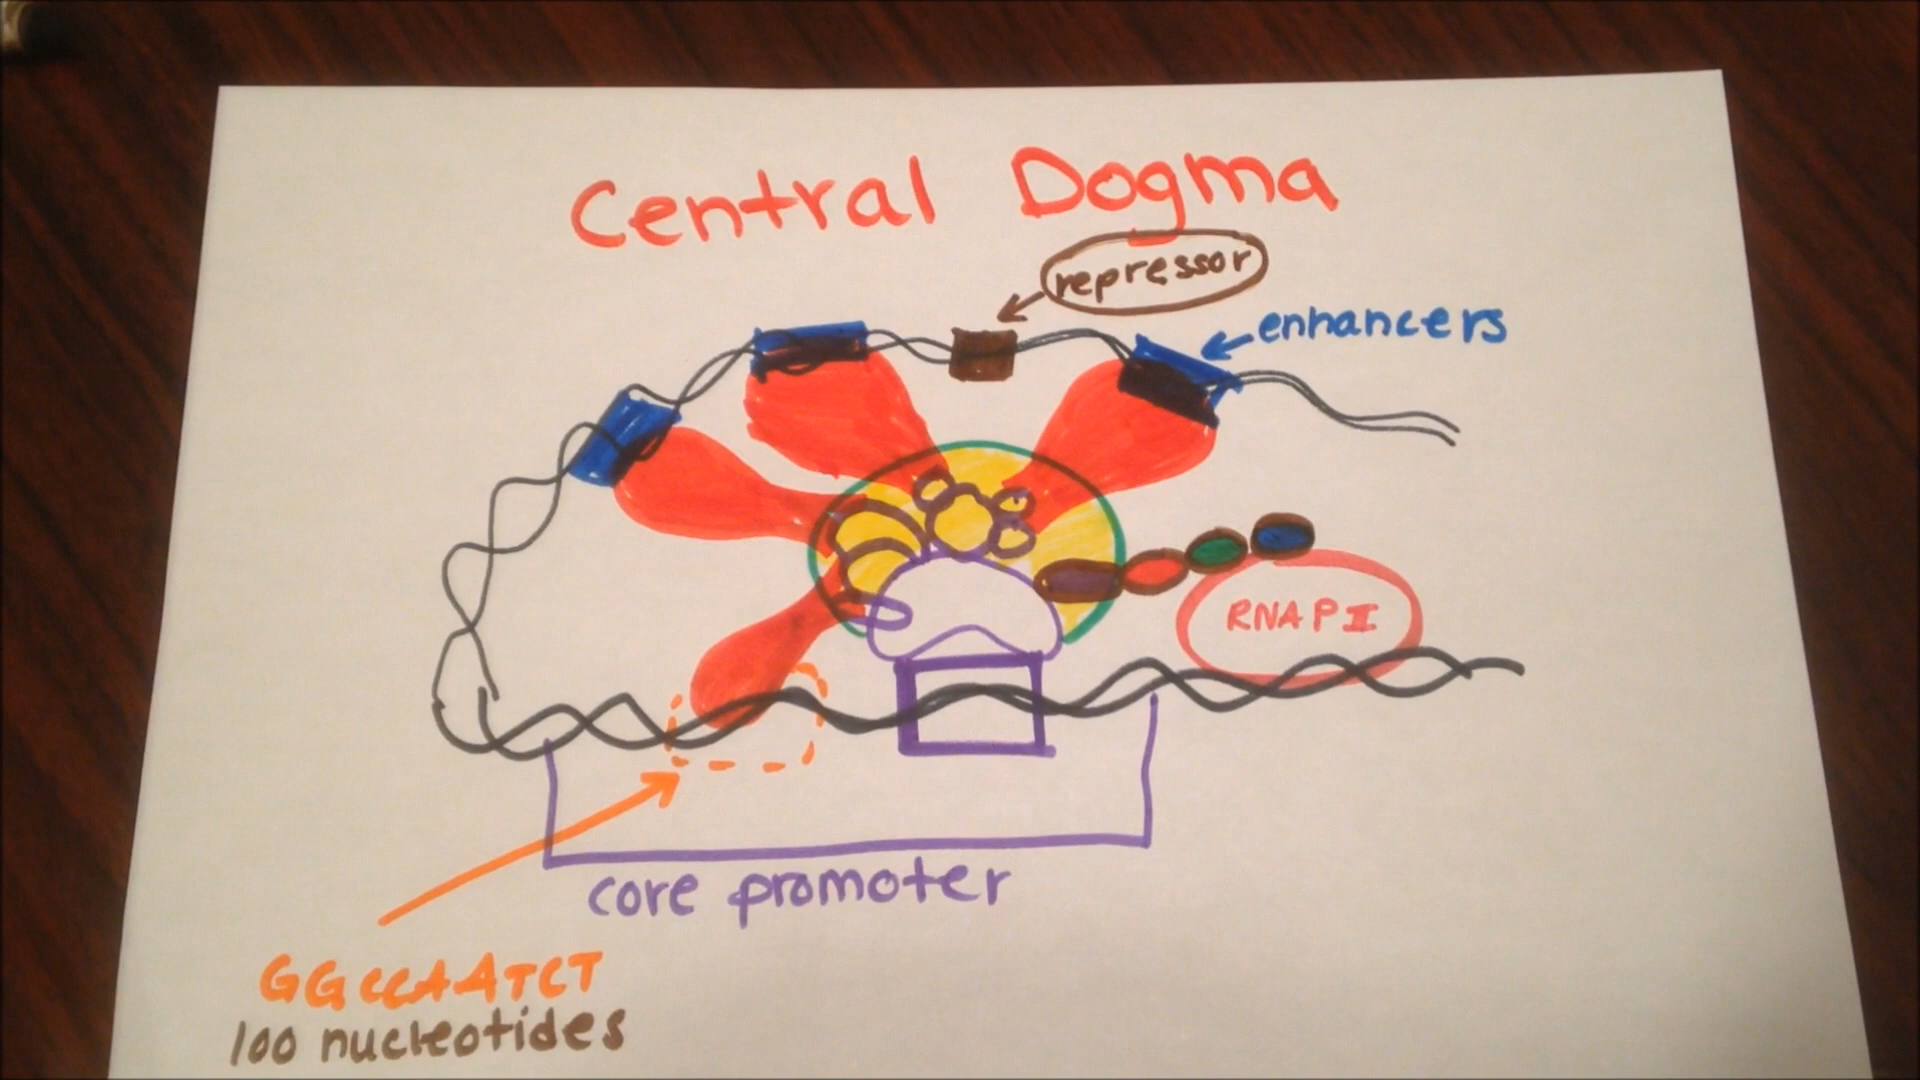 Central Dogma
repressor
enhancers
RNAP II
core promoter
GGCCAATCT
100 nucleotides